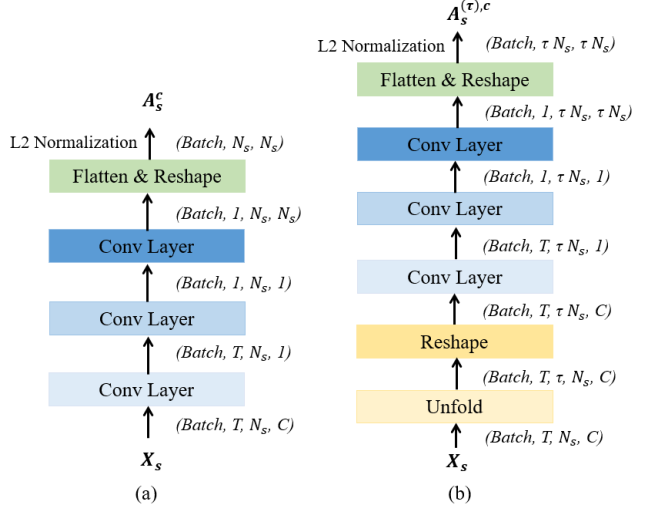 A_s^c
L2 Normalization
(Batch, N_s, N_s)
Flatten & Reshape
(Batch, 1, N_s, N_s)
Conv Layer
(Batch, 1, N_s, 1)
Conv Layer
(Batch, T, N_s, 1)
Conv Layer
(Batch, T, N_s, C)
X_s
(a)
A_s^{(τ),c}
L2 Normalization
(Batch, τ N_s, τ N_s)
Flatten & Reshape
(Batch, 1, τ N_s, τ N_s)
Conv Layer
(Batch, 1, τ N_s, 1)
Conv Layer
(Batch, T, τ N_s, 1)
Conv Layer
(Batch, T, τ N_s, C)
Reshape
(Batch, T, τ, N_s, C)
Unfold
(Batch, T, N_s, C)
X_s
(b)